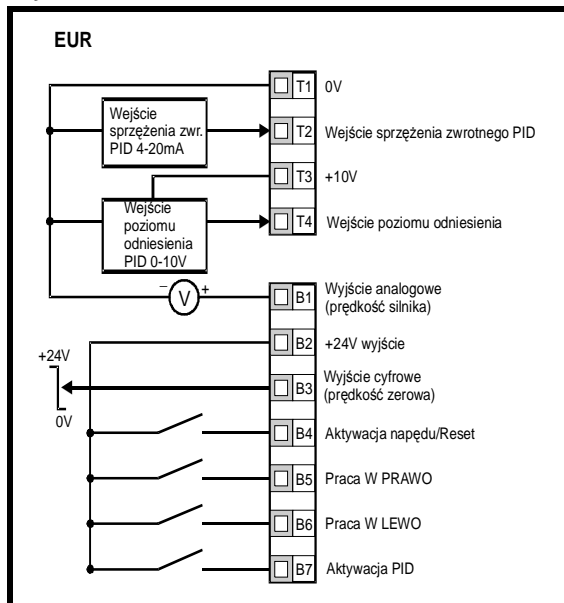 EUR
T1 0V
Wejście
sprzężenia zwr.
PID 4-20mA
T2 Wejście sprzężenia zwrotnego PID
T3 +10V
Wejście
poziomu
odniesienia
PID 0-10V
T4 Wejście poziomu odniesienia
− V +
B1 Wyjście analogowe
(prędkość silnika)
B2 +24V wyjście
+24V
0V
B3 Wyjście cyfrowe
(prędkość zerowa)
B4 Aktywacja napędu/Reset
B5 Praca W PRAWO
B6 Praca W LEWO
B7 Aktywacja PID